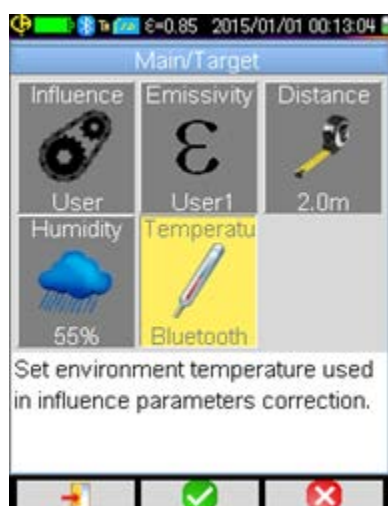 ε=0.85 2015/01/01 00:13:04
Main/Target
Influence Emissivity Distance
ε
User User1 2.0m
Humidity Temperatu
55% Bluetooth
Set environment temperature used
in influence parameters correction.